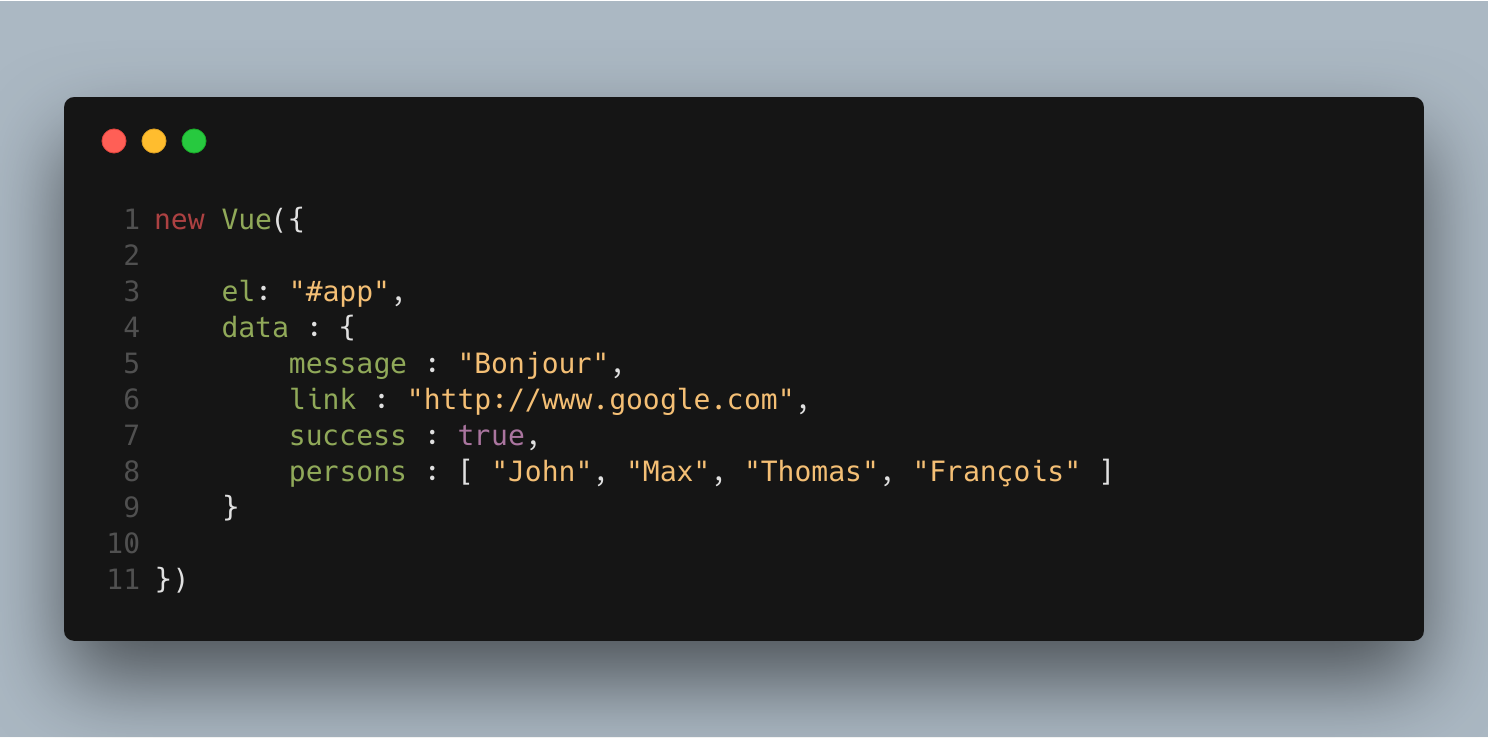 1 new Vue({
2
3     el: "#app",
4     data : {
5         message : "Bonjour",
6         link : "http://www.google.com",
7         success : true,
8         persons : [ "John", "Max", "Thomas", "François" ]
9     }
10
11 })